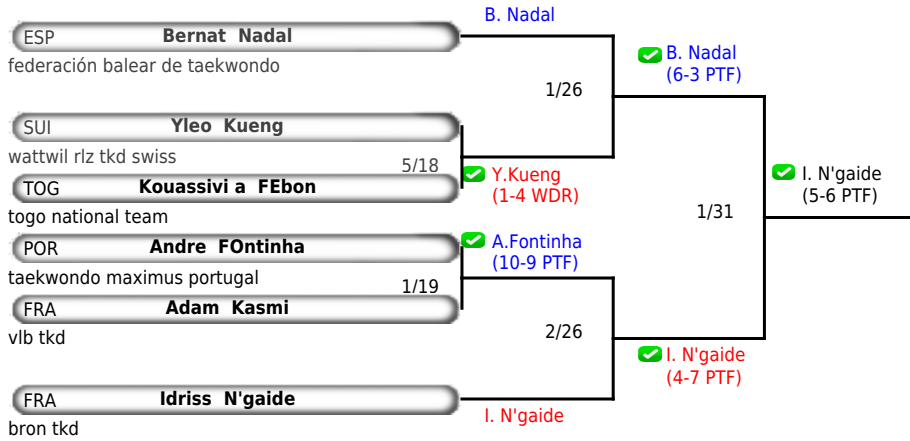 B. Nadal
ESP Bernat Nadal
federación balear de taekwondo
B. Nadal
(6-3 PTF)
1/26
SUI Yleo Kueng
wattwil rlz tkd swiss
5/18
TOG Kouassivi a FEbon
togo national team
Y.Kueng
(1-4 WDR)
I. N'gaide
(5-6 PTF)
1/31
POR Andre FOntinha
taekwondo maximus portugal
A.Fontinha
(10-9 PTF)
1/19
FRA Adam Kasmi
vlb tkd
2/26
I. N'gaide
(4-7 PTF)
FRA Idriss N'gaide
bron tkd
I. N'gaide